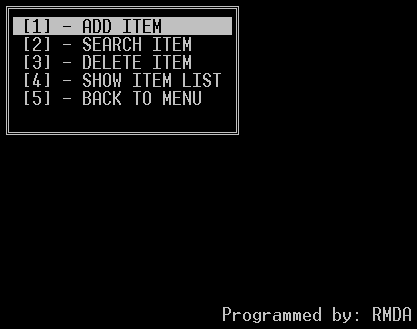 [1] - ADD ITEM
[2] - SEARCH ITEM
[3] - DELETE ITEM
[4] - SHOW ITEM LIST
[5] - BACK TO MENU
Programmed by: RMDA